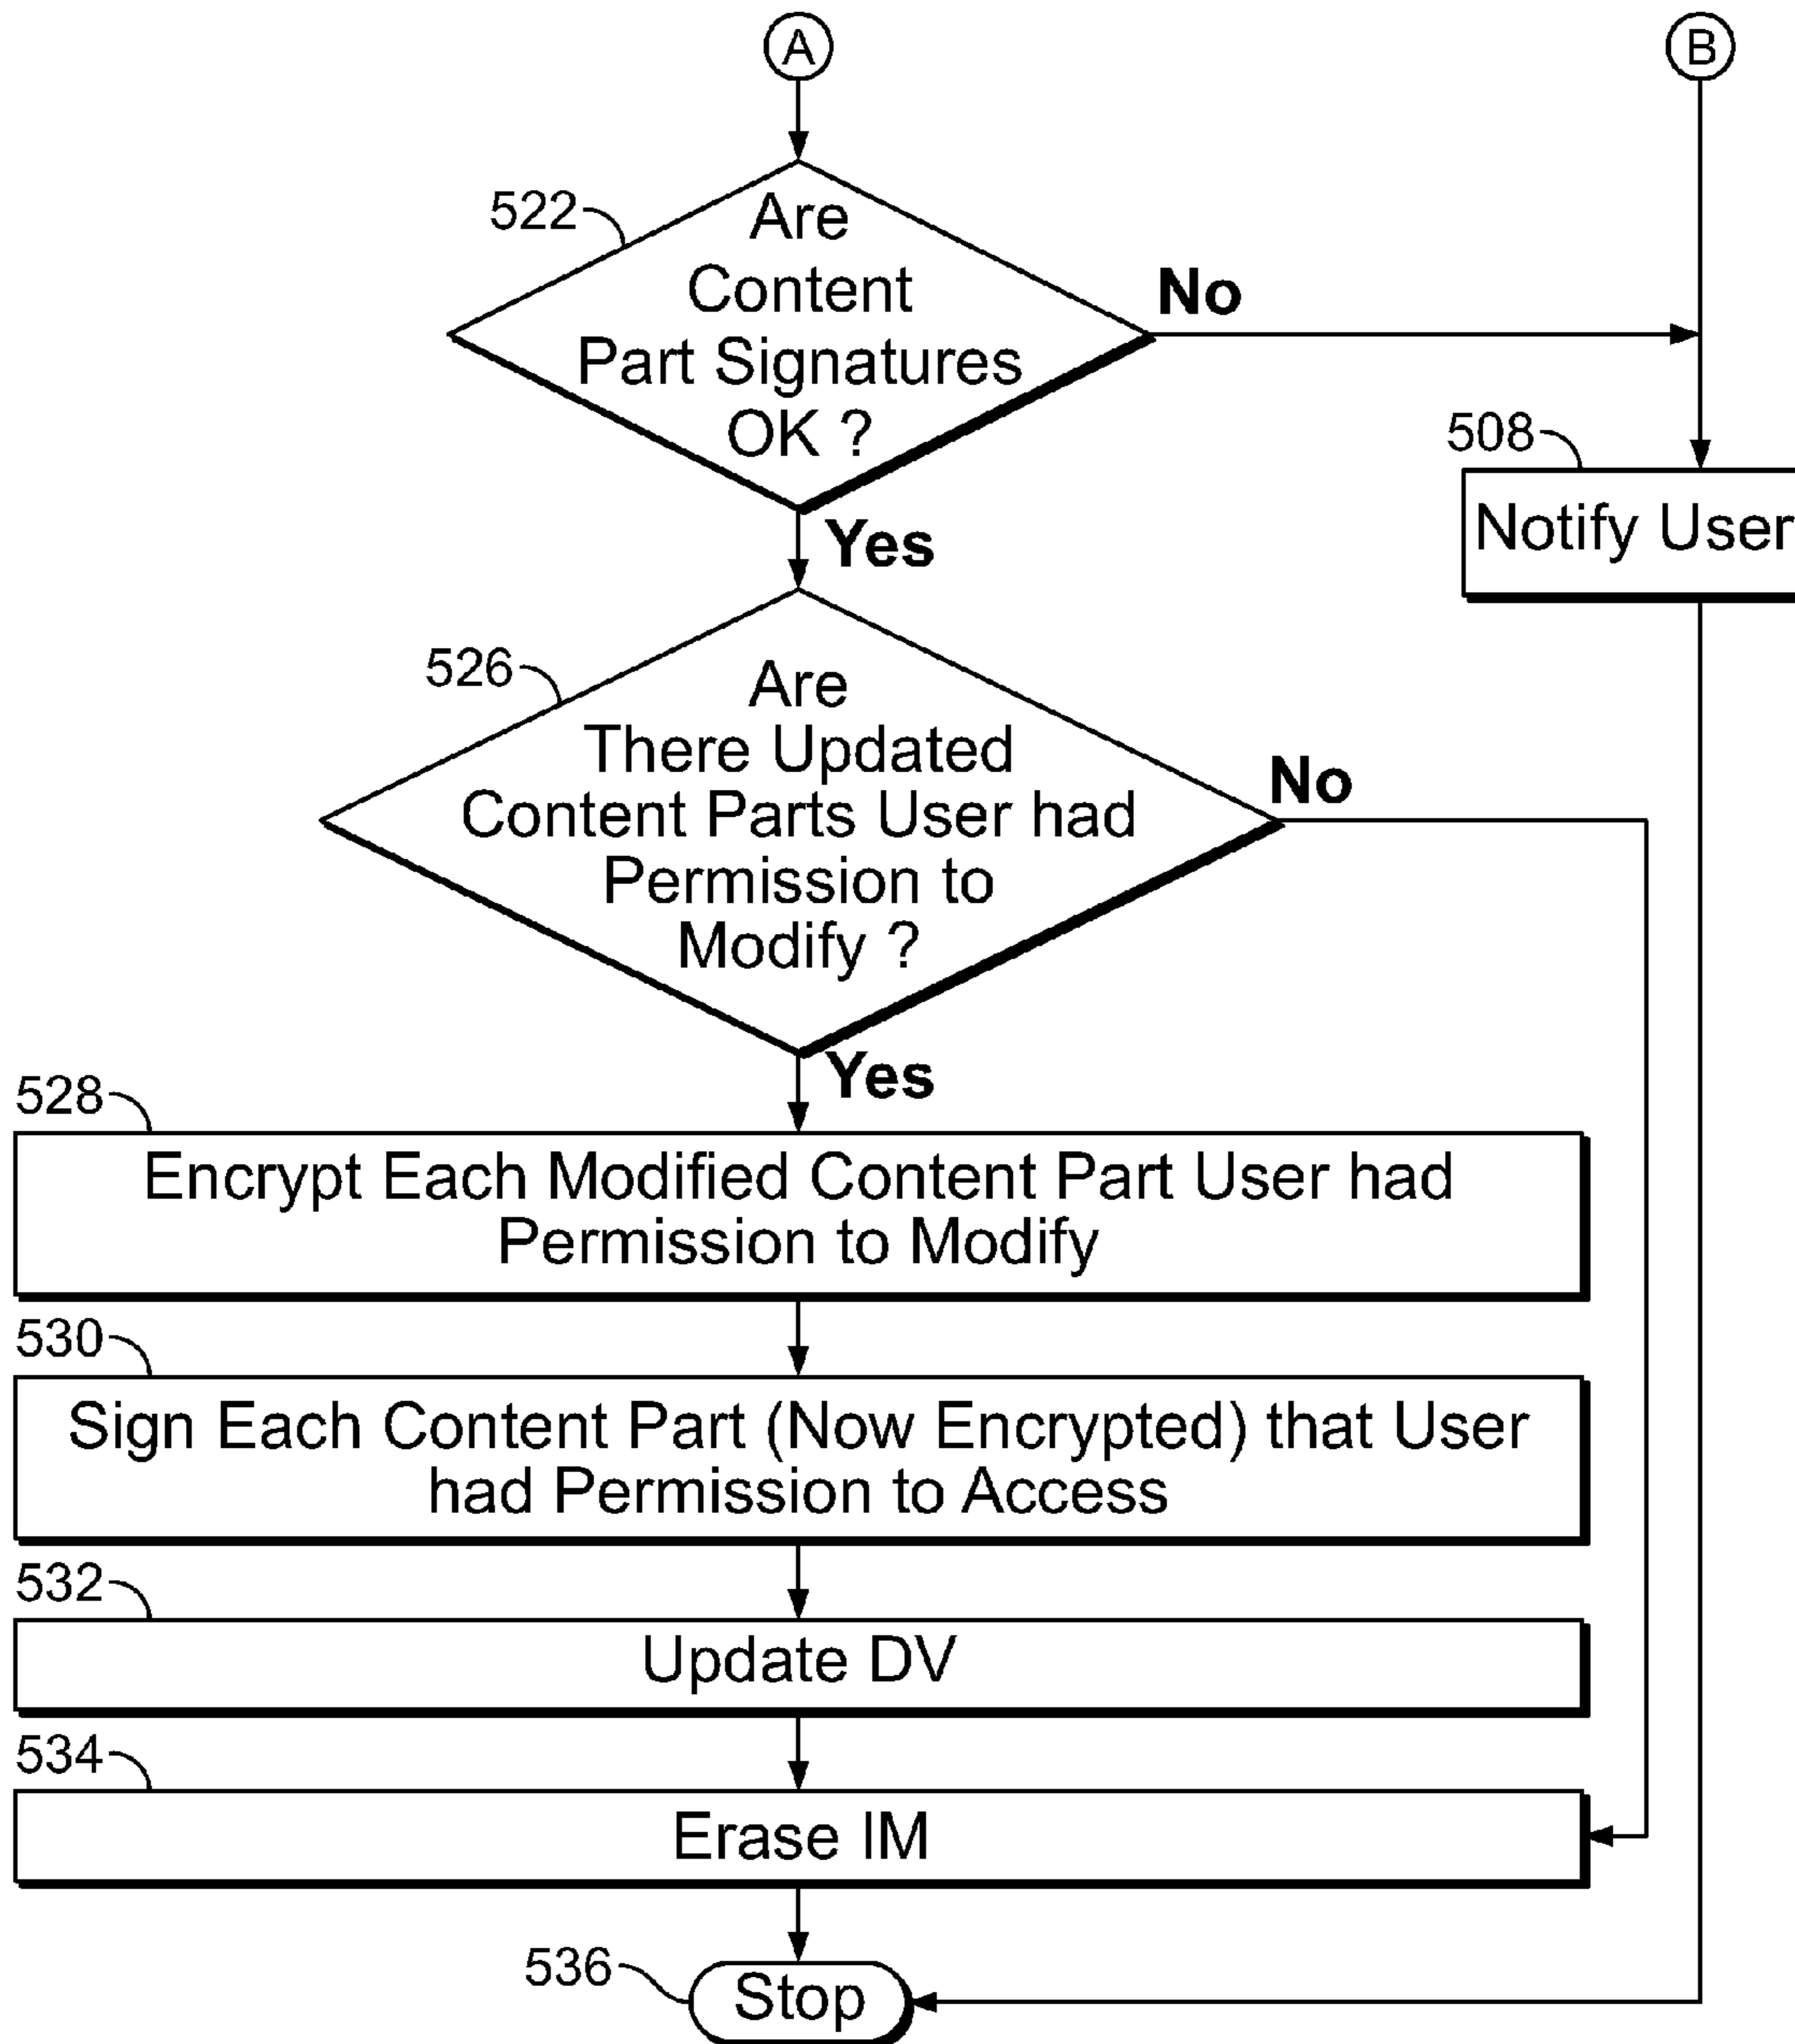 A
B
522
Are
Content
Part Signatures
OK ?
No
Yes
508
Notify User
526
Are
There Updated
Content Parts User had
Permission to
Modify ?
No
Yes
528
Encrypt Each Modified Content Part User had
Permission to Modify
530
Sign Each Content Part (Now Encrypted) that User
had Permission to Access
532
Update DV
534
Erase IM
536
Stop